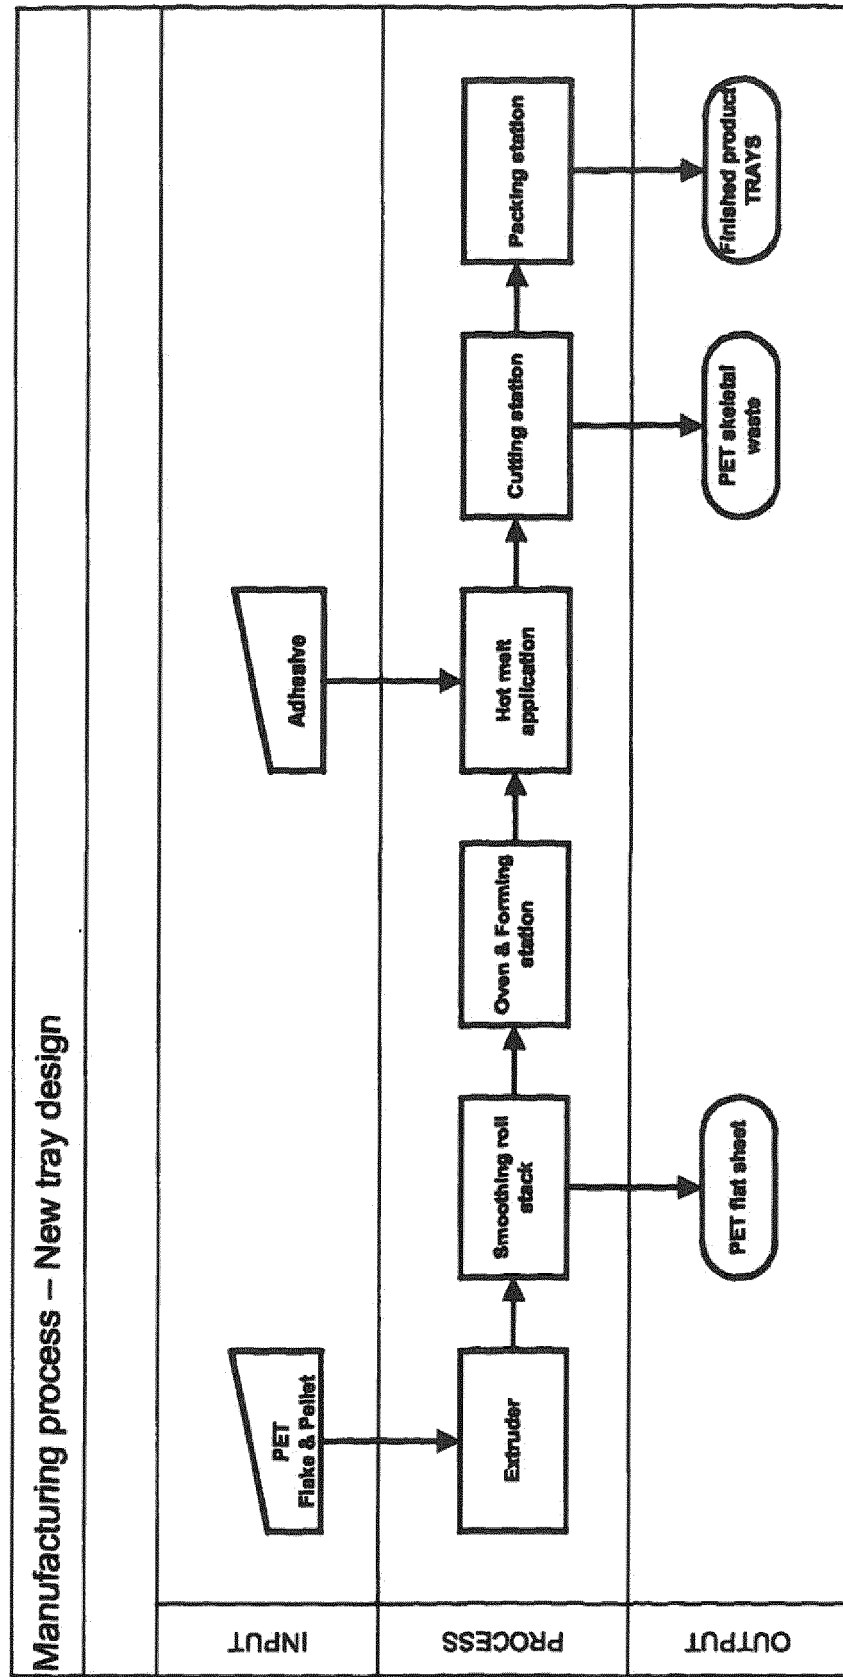 Manufacturing process – New tray design
INPUT
PET
Flake & Pellet
Adhesive
PROCESS
Extruder
Smoothing roll
stack
Oven & Forming
station
Hot melt
application
Cutting station
Packing station
OUTPUT
PET flat sheet
PET skeletal
waste
Finished product
TRAYS